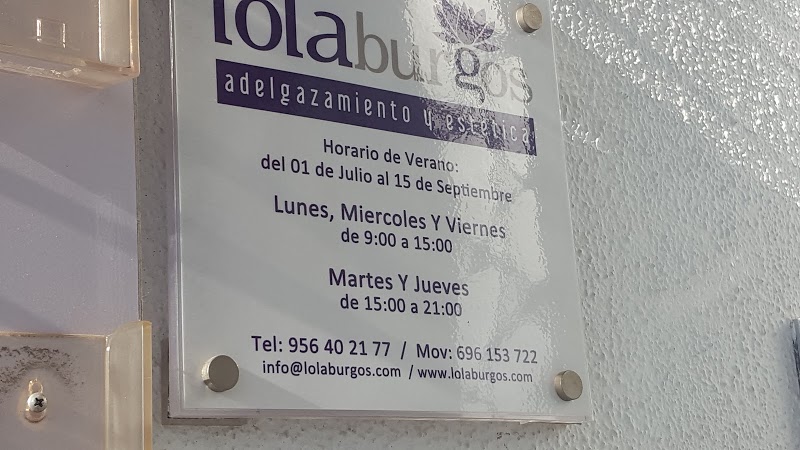 lolaburgos
adelgazamiento y estética
Horario de Verano:
del 01 de Julio al 15 de Septiembre
Lunes, Miercoles Y Viernes
de 9:00 a 15:00
Martes Y Jueves
de 15:00 a 21:00
Tel: 956 40 21 77 / Mov: 696 153 722
info@lolaburgos.com / www.lolaburgos.com